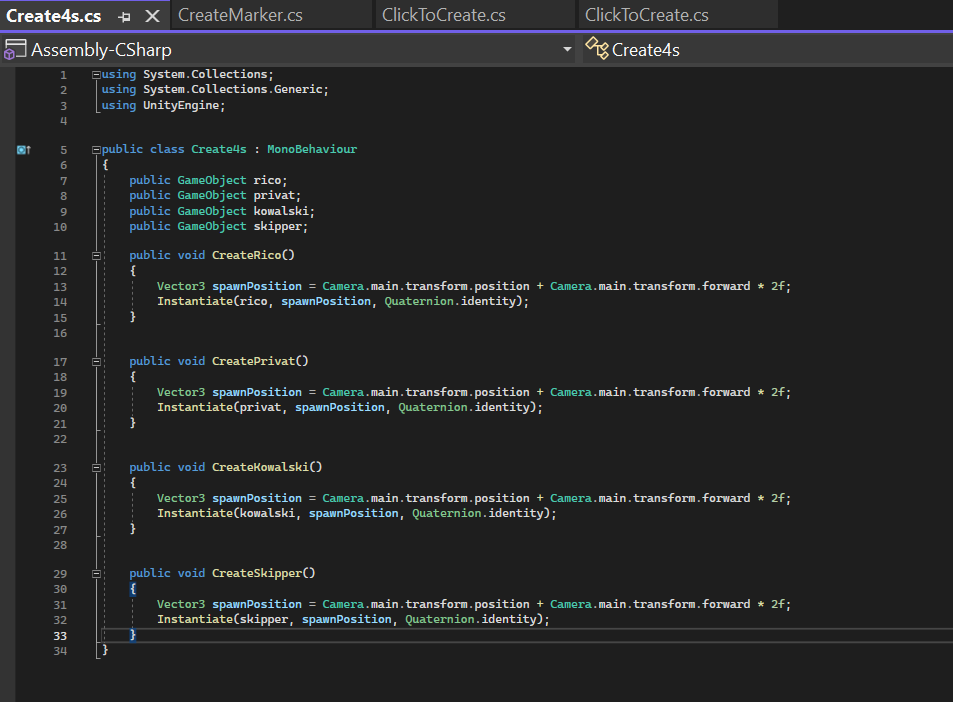 Create4s.cs CreateMarker.cs ClickToCreate.cs ClickToCreate.cs
Assembly-CSharp Create4s
1 using System.Collections;
2 using System.Collections.Generic;
3 using UnityEngine;
4
5 public class Create4s : MonoBehaviour
6 {
7 public GameObject rico;
8 public GameObject privat;
9 public GameObject kowalski;
10 public GameObject skipper;
11 public void CreateRico()
12 {
13 Vector3 spawnPosition = Camera.main.transform.position + Camera.main.transform.forward * 2f;
14 Instantiate(rico, spawnPosition, Quaternion.identity);
15 }
16
17 public void CreatePrivat()
18 {
19 Vector3 spawnPosition = Camera.main.transform.position + Camera.main.transform.forward * 2f;
20 Instantiate(privat, spawnPosition, Quaternion.identity);
21 }
22
23 public void CreateKowalski()
24 {
25 Vector3 spawnPosition = Camera.main.transform.position + Camera.main.transform.forward * 2f;
26 Instantiate(kowalski, spawnPosition, Quaternion.identity);
27 }
28
29 public void CreateSkipper()
30 {
31 Vector3 spawnPosition = Camera.main.transform.position + Camera.main.transform.forward * 2f;
32 Instantiate(skipper, spawnPosition, Quaternion.identity);
33 }
34 }